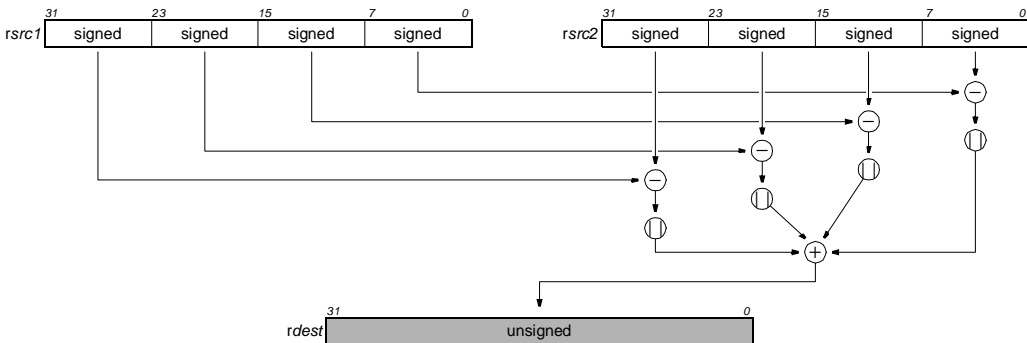 31 23 15 7 0 31 23 15 7 0
rsrc1 signed signed signed signed rsrc2 signed signed signed signed
−
−
−
−
+
31 0
rdest unsigned